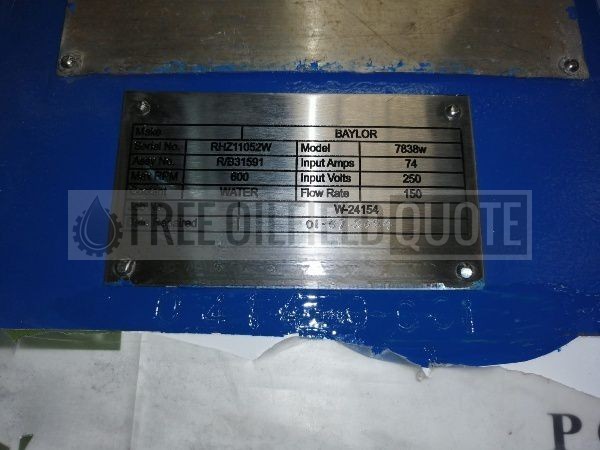 Make BAYLOR
Serial No. RHZ11052W Model 7838w
Assy No. R/B31591 Input Amps 74
Max RPM 600 Input Volts 250
WATER Flow Rate 150
W-24154
FREE OILFIELD QUOTE